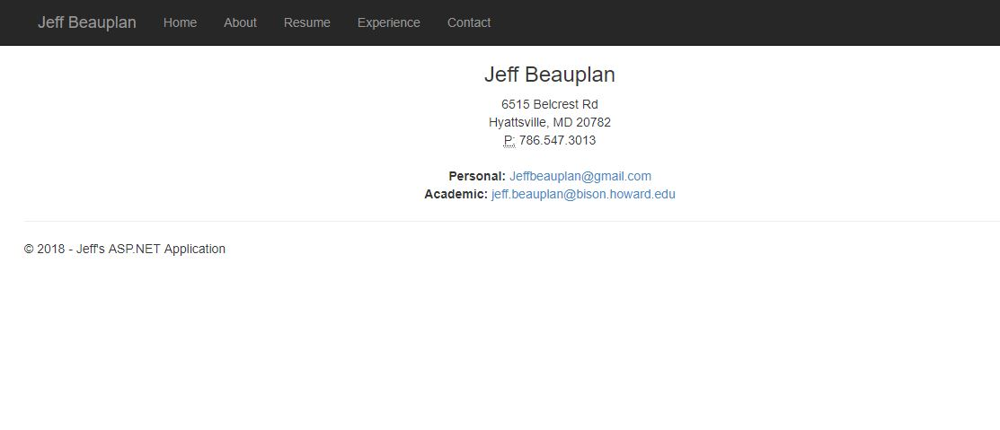 Jeff Beauplan Home About Resume Experience Contact
Jeff Beauplan
6515 Belcrest Rd
Hyattsville, MD 20782
P: 786.547.3013
Personal: Jeffbeauplan@gmail.com
Academic: jeff.beauplan@bison.howard.edu
© 2018 - Jeff's ASP.NET Application